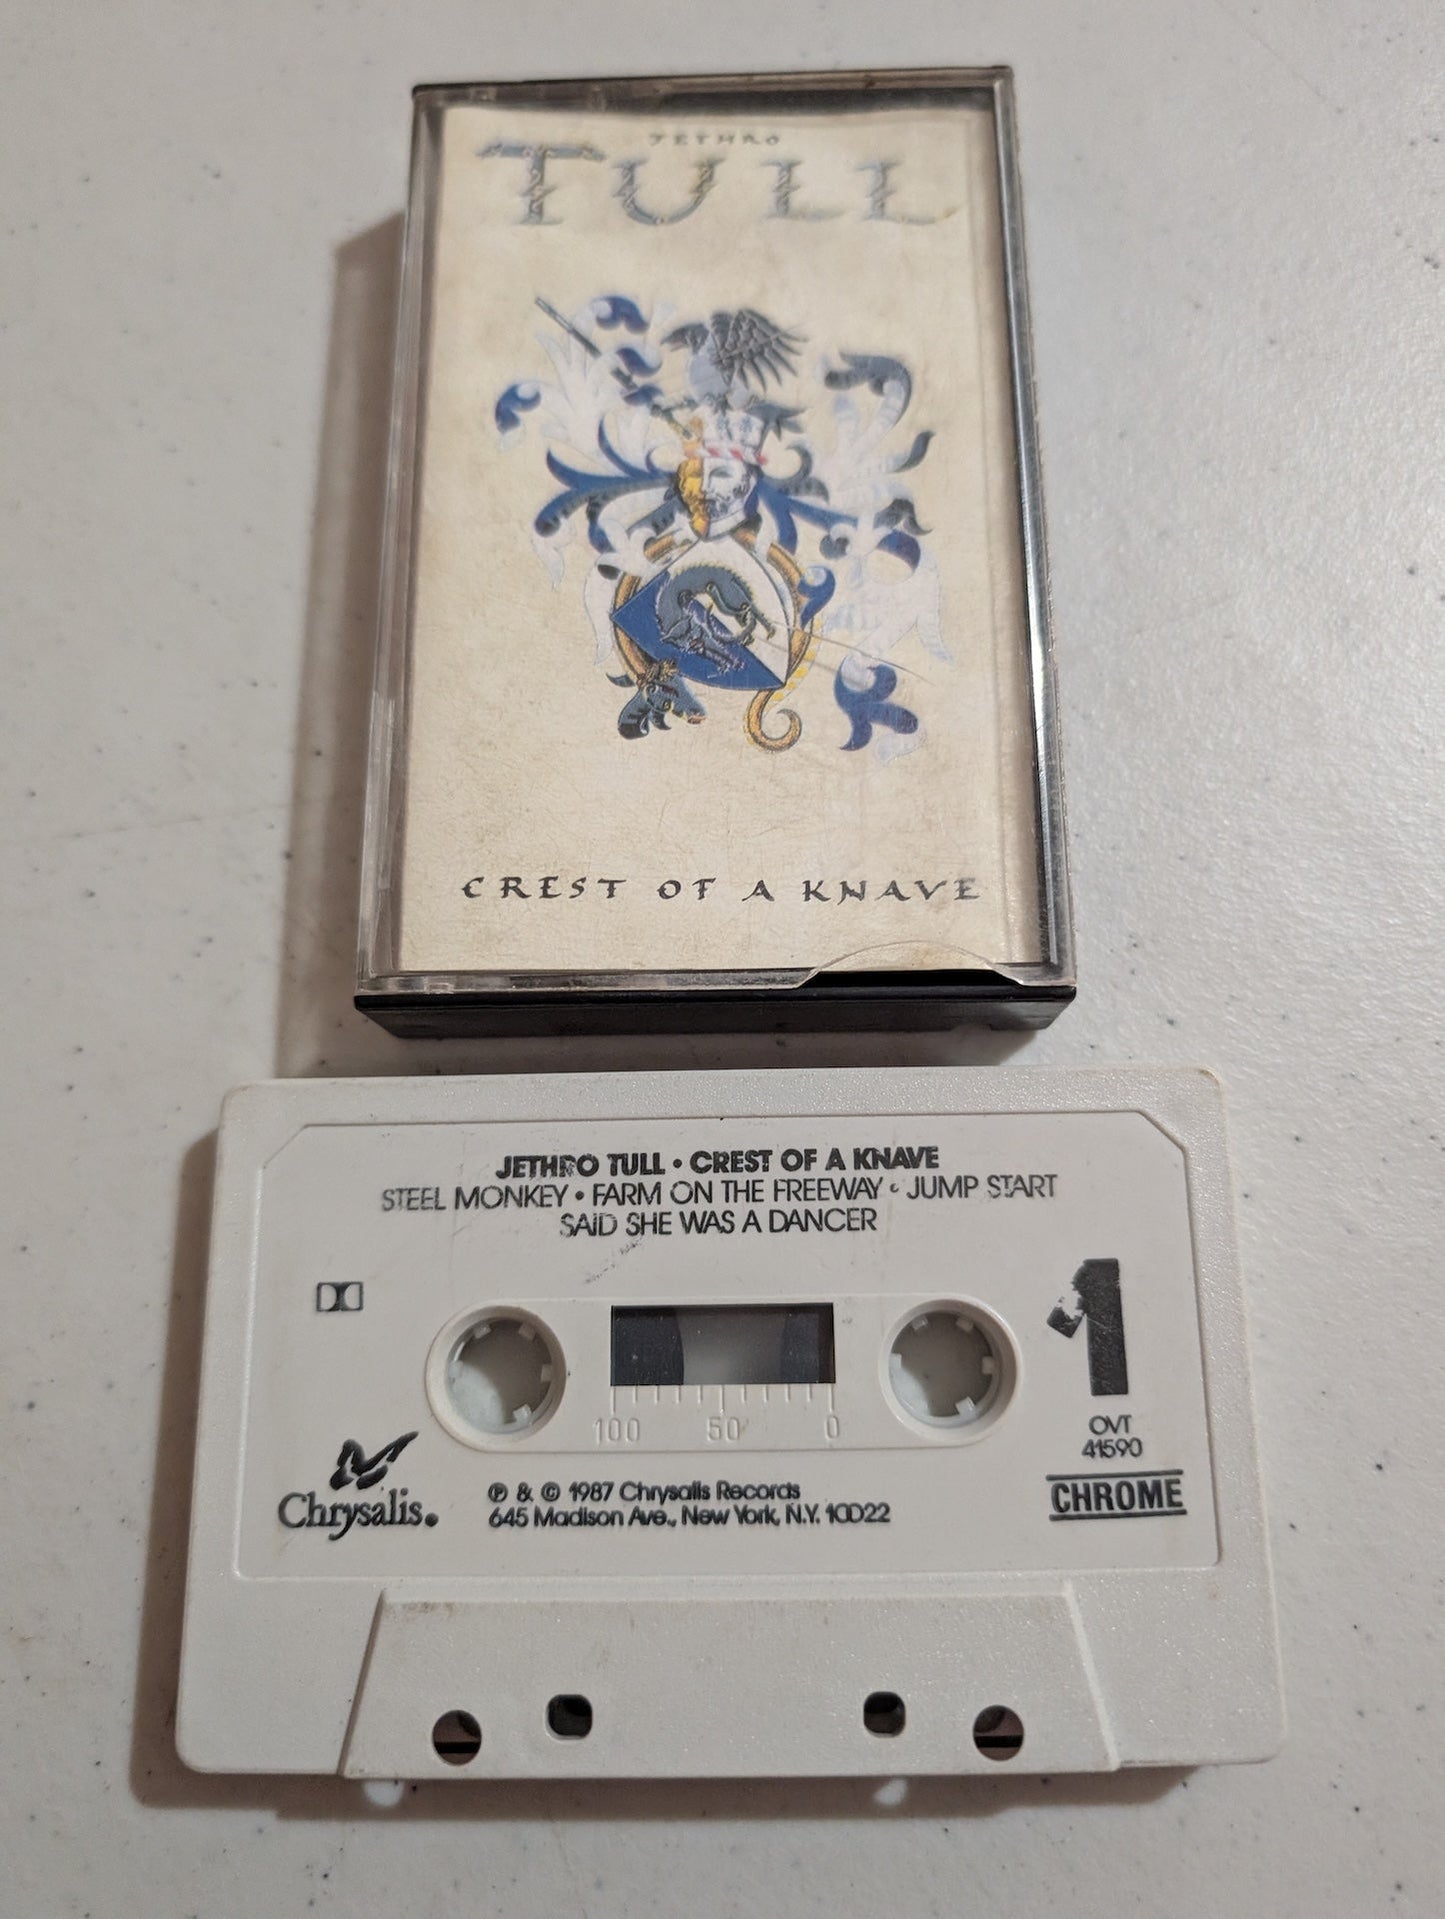 JETHRO
TULL
CREST OF A KNAVE
JETHRO TULL • CREST OF A KNAVE
STEEL MONKEY • FARM ON THE FREEWAY • JUMP START
SAID SHE WAS A DANCER
1
100 50 0
OVT
41590
CHROME
Chrysalis.
℗ & © 1987 Chrysalis Records
645 Madison Ave., New York, N.Y. 10022